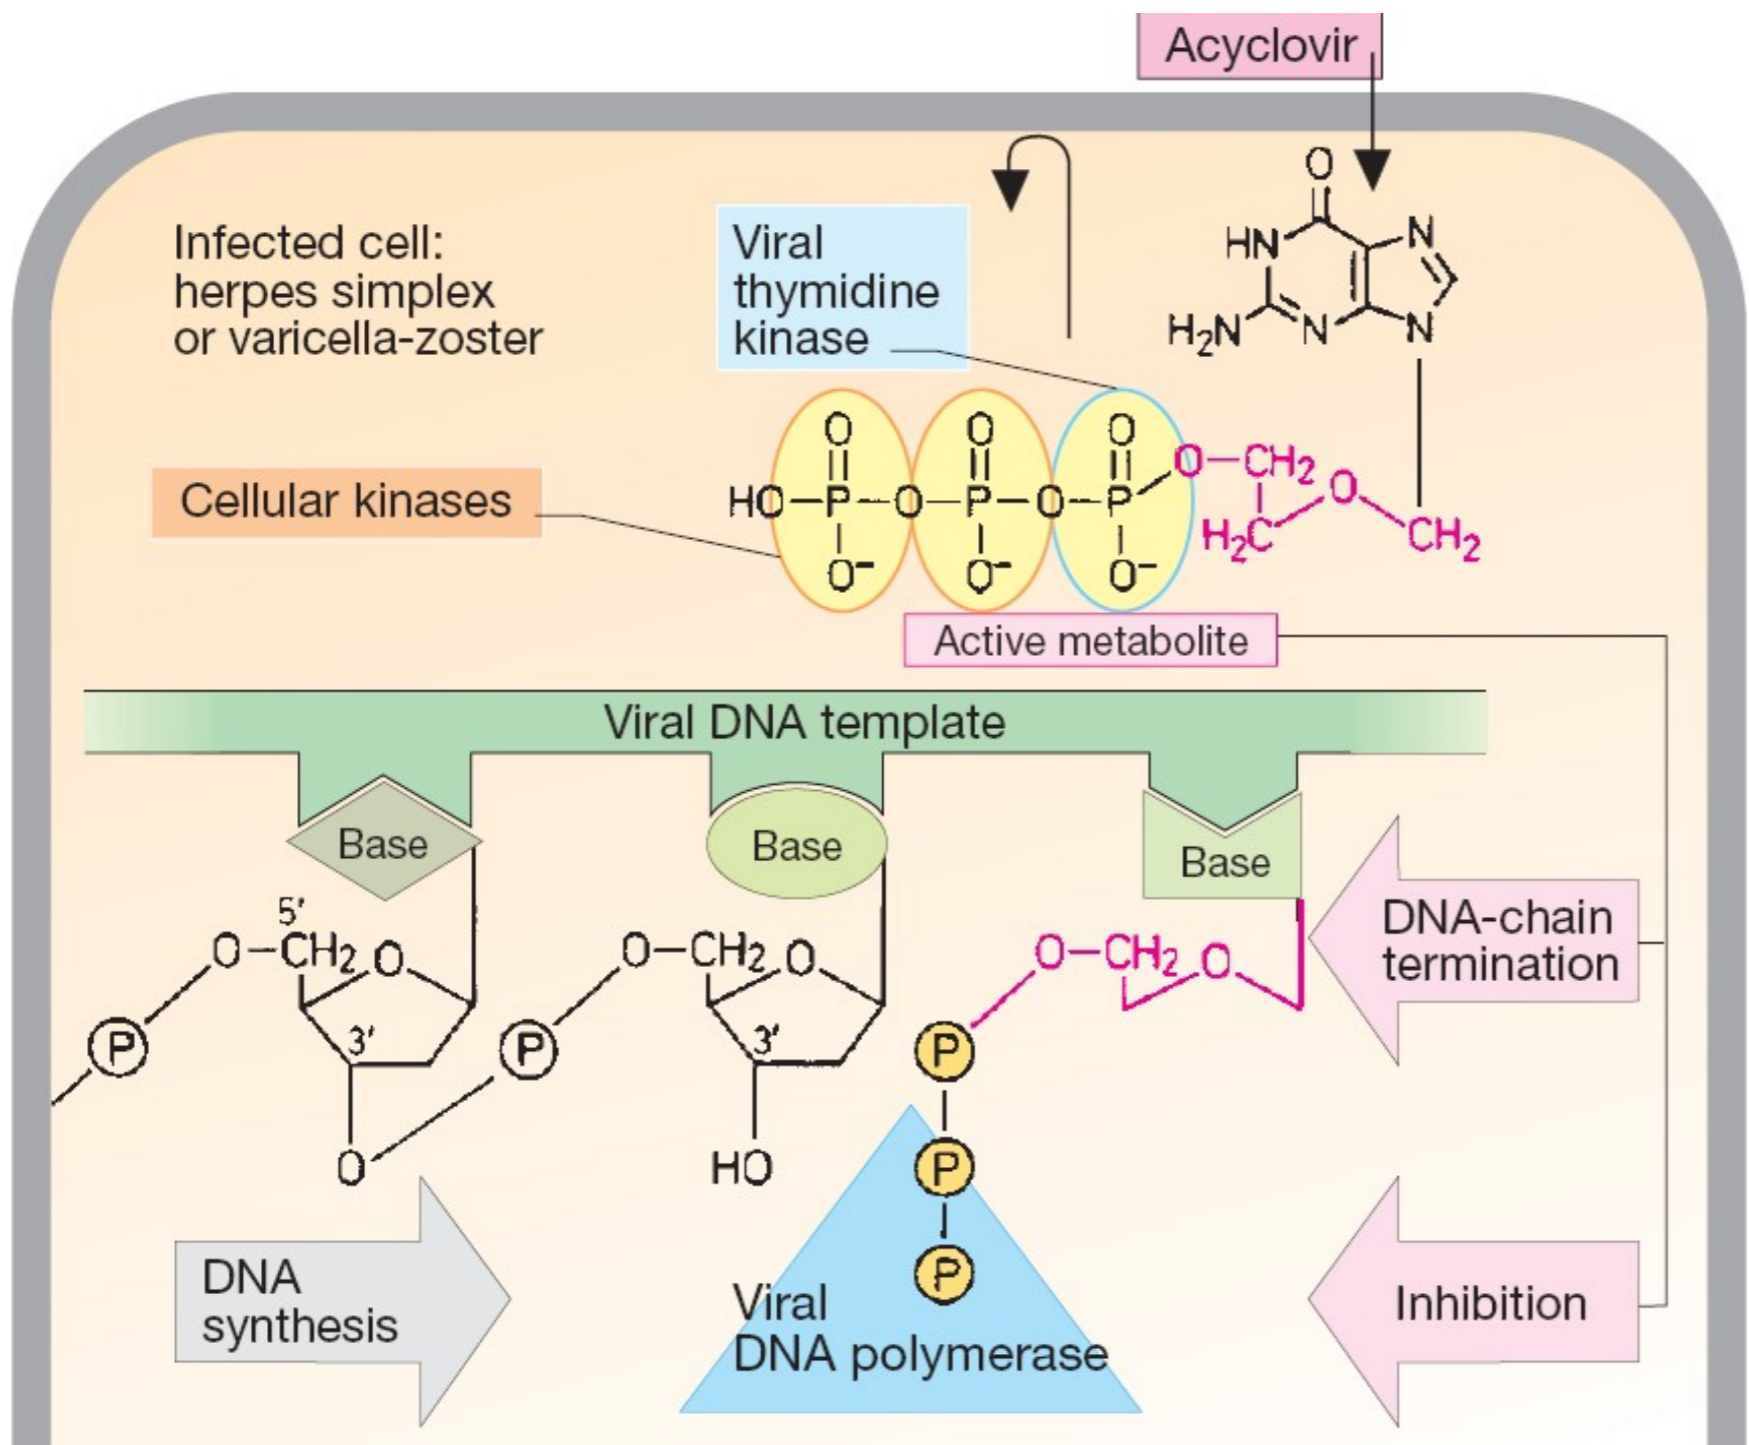 Acyclovir
Infected cell:
herpes simplex
or varicella-zoster
Viral
thymidine
kinase
O
HN
N
H₂N
N
N
Cellular kinases
O
O
O
HO–P–O–P–O–P
O–CH₂
O
H₂C
CH₂
O⁻
O⁻
O⁻
Active metabolite
Viral DNA template
Base
Base
Base
5′
O–CH₂
O
O–CH₂
O
O–CH₂
O
DNA-chain
termination
P
3′
P
3′
P
O
HO
P
P
DNA
synthesis
Viral
DNA polymerase
Inhibition